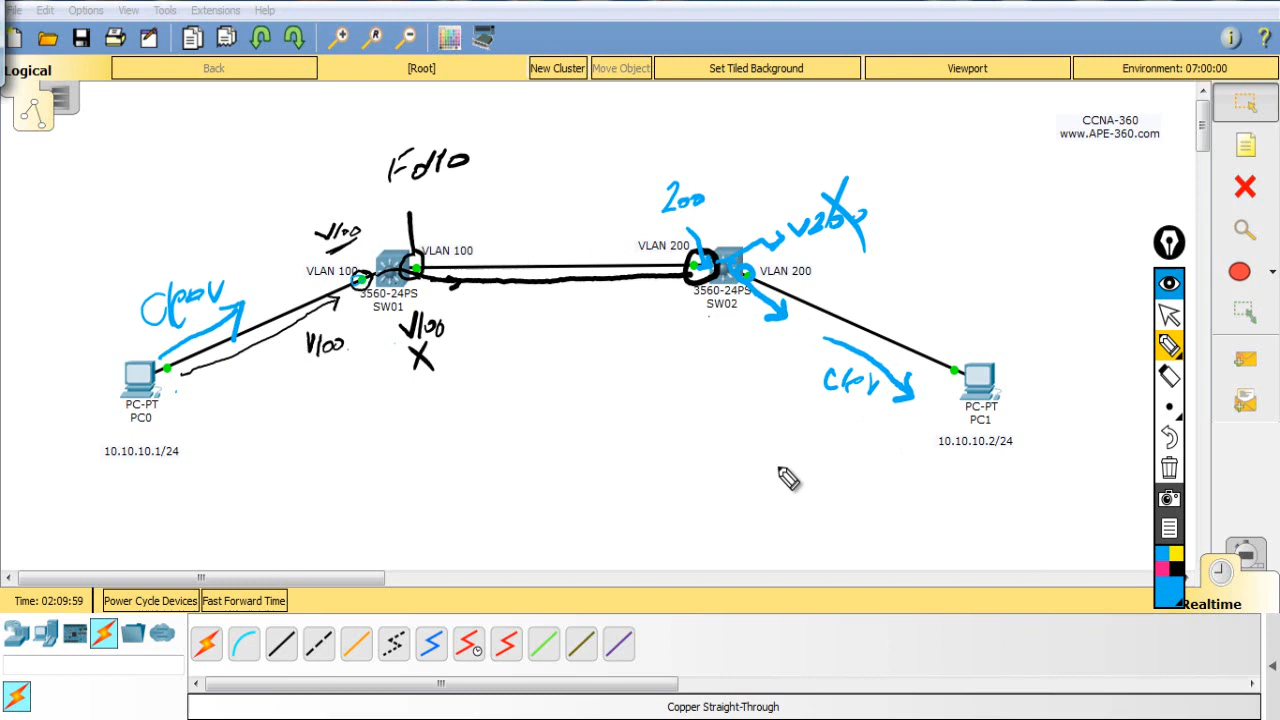 File Edit Options View Tools Extensions Help
Logical
Back
[Root]
New Cluster
Move Object
Set Tiled Background
Viewport
Environment: 07:00:00
CCNA-360
www.APE-360.com
200
V100
V200
VLAN 100
VLAN 200
VLAN 100
VLAN 200
3560-24PS
SW01
3560-24PS
SW02
V100
X
V100
PC-PT
PC0
PC-PT
PC1
10.10.10.1/24
10.10.10.2/24
Time: 02:09:59
Power Cycle Devices
Fast Forward Time
Realtime
Copper Straight-Through